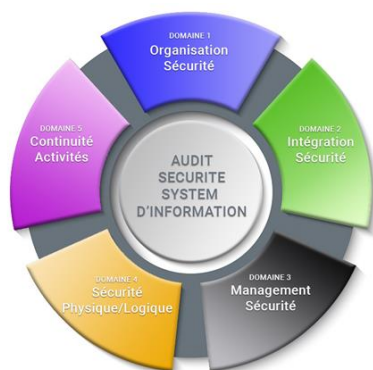 DOMAINE 1
Organisation
Sécurité
DOMAINE 2
Intégration
Sécurité
DOMAINE 3
Management
Sécurité
DOMAINE 4
Sécurité
Physique/Logique
DOMAINE 5
Continuité
Activités
AUDIT
SECURITE
SYSTEM
D'INFORMATION